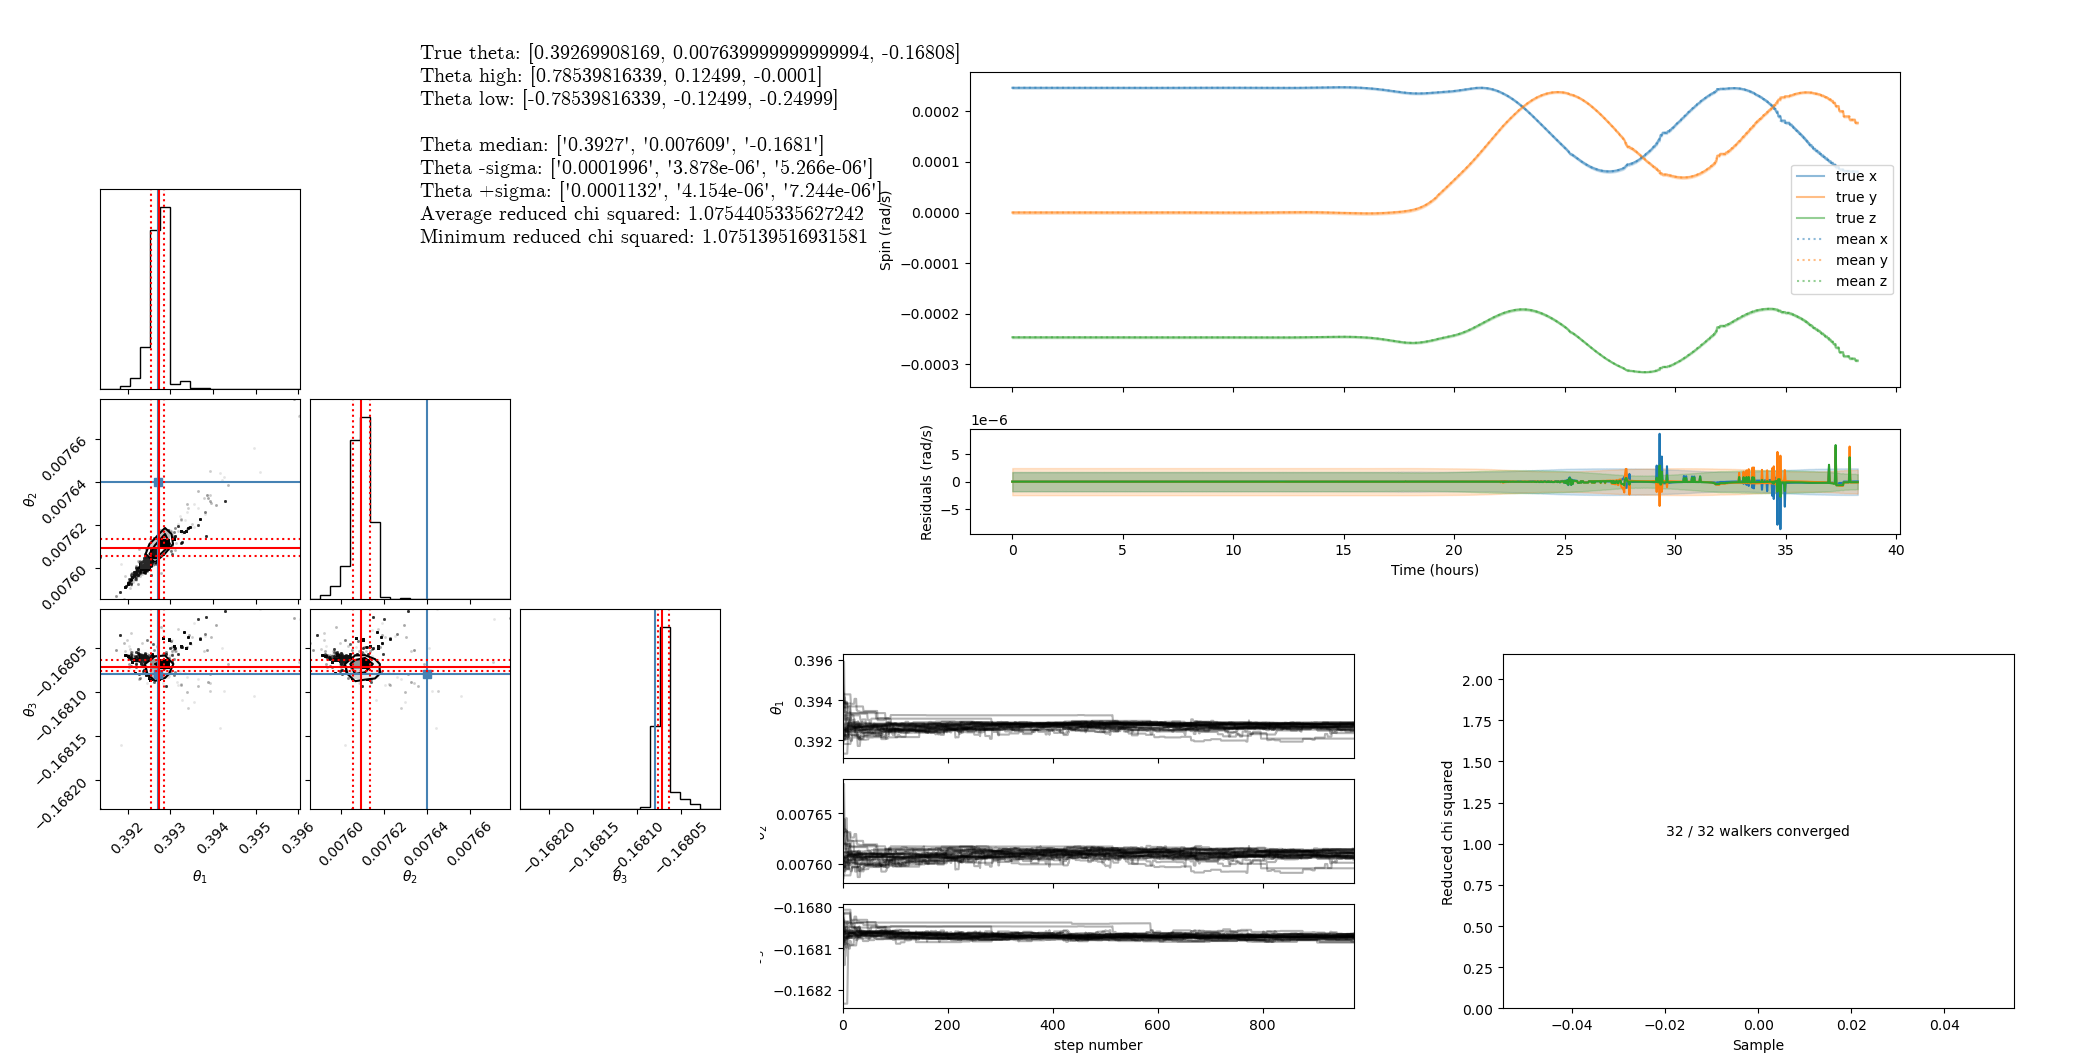 True theta: [0.39269908169, 0.007639999999999994, -0.16808]
Theta high: [0.78539816339, 0.12499, -0.0001]
Theta low: [-0.78539816339, -0.12499, -0.24999]
Theta median: ['0.3927', '0.007609', '-0.1681']
Theta -sigma: ['0.0001996', '3.878e-06', '5.266e-06']
Theta +sigma: ['0.0001132', '4.154e-06', '7.244e-06']
Average reduced chi squared: 1.0754405335627242
Minimum reduced chi squared: 1.075139516931581
0.0002
0.0001
0.0000
−0.0001
−0.0002
−0.0003
Spin (rad/s)
true x
true y
true z
mean x
mean y
mean z
1e−6
5
0
−5
Residuals (rad/s)
0 5 10 15 20 25 30 35 40
Time (hours)
0.00766
0.00764
0.00762
0.00760
θ2
−0.16805
−0.16810
−0.16815
−0.16820
θ3
0.392 0.393 0.394 0.395 0.396
θ1
0.00760 0.00762 0.00764 0.00766
θ2
−0.16820 −0.16815 −0.16810 −0.16805
θ3
0.396
0.394
0.392
θ1
0.00765
0.00760
−0.1680
−0.1681
−0.1682
0 200 400 600 800
step number
2.00
1.75
1.50
1.25
1.00
0.75
0.50
0.25
0.00
Reduced chi squared
32 / 32 walkers converged
−0.04 −0.02 0.00 0.02 0.04
Sample